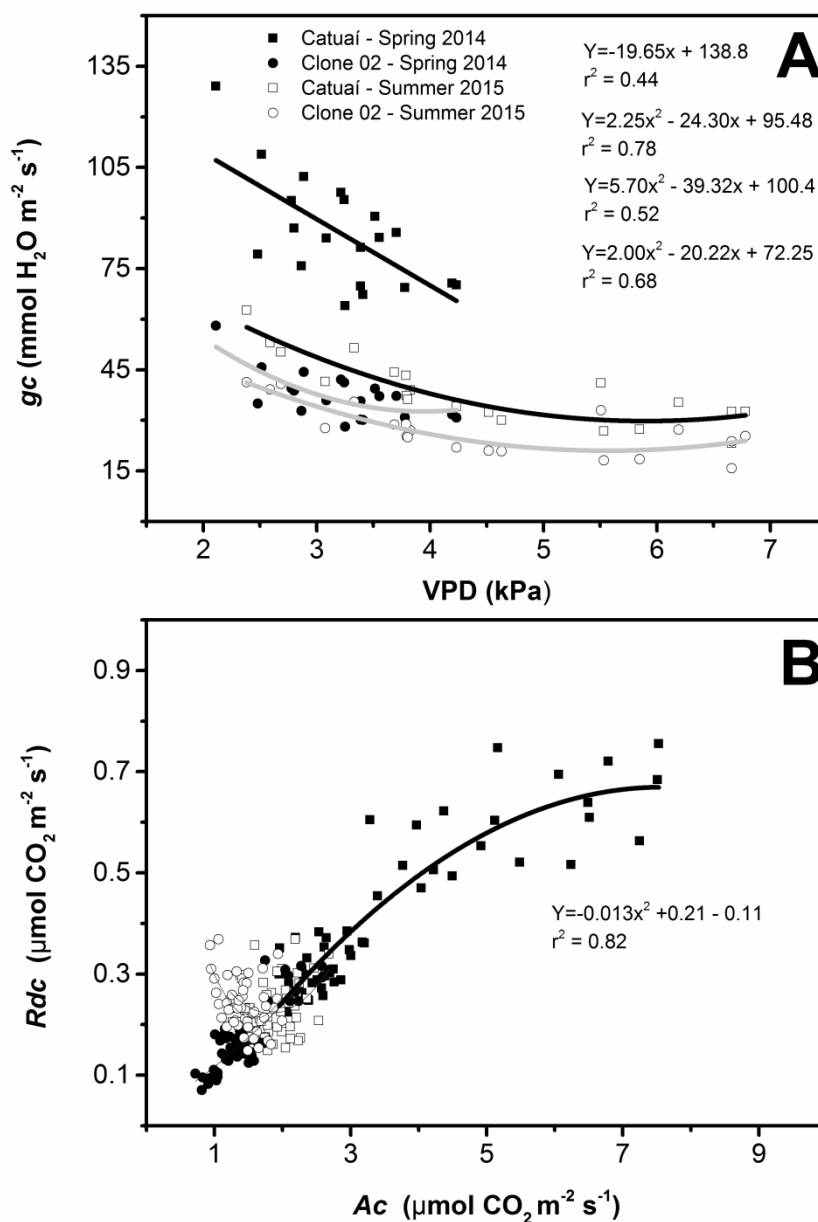 A
Catuaí - Spring 2014
Clone 02 - Spring 2014
Catuaí - Summer 2015
Clone 02 - Summer 2015
Y=-19.65x + 138.8
r² = 0.44
Y=2.25x² - 24.30x + 95.48
r² = 0.78
Y=5.70x² - 39.32x + 100.4
r² = 0.52
Y=2.00x² - 20.22x + 72.25
r² = 0.68
135
105
75
45
15
gc (mmol H₂O m⁻² s⁻¹)
2 3 4 5 6 7
VPD (kPa)
B
0.9
0.7
0.5
0.3
0.1
Rdc (µmol CO₂ m⁻² s⁻¹)
Y=-0.013x² +0.21 - 0.11
r² = 0.82
1 3 5 7 9
Ac (µmol CO₂ m⁻² s⁻¹)